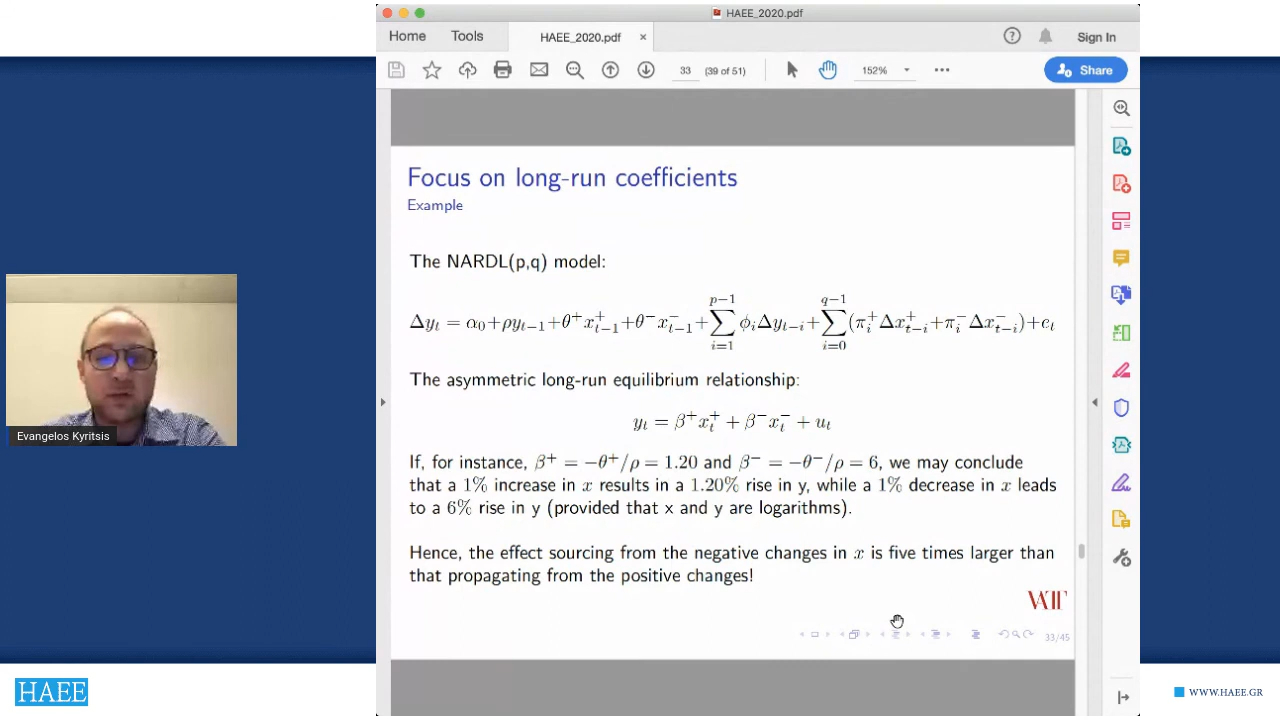 HAEE_2020.pdf
Home
Tools
HAEE_2020.pdf
×
Sign In
33
(39 of 51)
152%
Share
Focus on long-run coefficients
Example
The NARDL(p,q) model:
Δy_t = α_0+ρy_{t−1}+θ^+x^+_{t−1}+θ^−x^−_{t−1}+∑_{i=1}^{p−1} ϕ_iΔy_{t−i}+∑_{i=0}^{q−1}(π^+_iΔx^+_{t−i}+π^−_iΔx^−_{t−i})+e_t
The asymmetric long-run equilibrium relationship:
y_t = β^+x^+_t + β^−x^−_t + u_t
If, for instance, β^+ = −θ^+/ρ = 1.20 and β^− = −θ^−/ρ = 6, we may conclude
that a 1% increase in x results in a 1.20% rise in y, while a 1% decrease in x leads
to a 6% rise in y (provided that x and y are logarithms).
Hence, the effect sourcing from the negative changes in x is five times larger than
that propagating from the positive changes!
33/45
Evangelos Kyritsis
HAEE
WWW.HAEE.GR